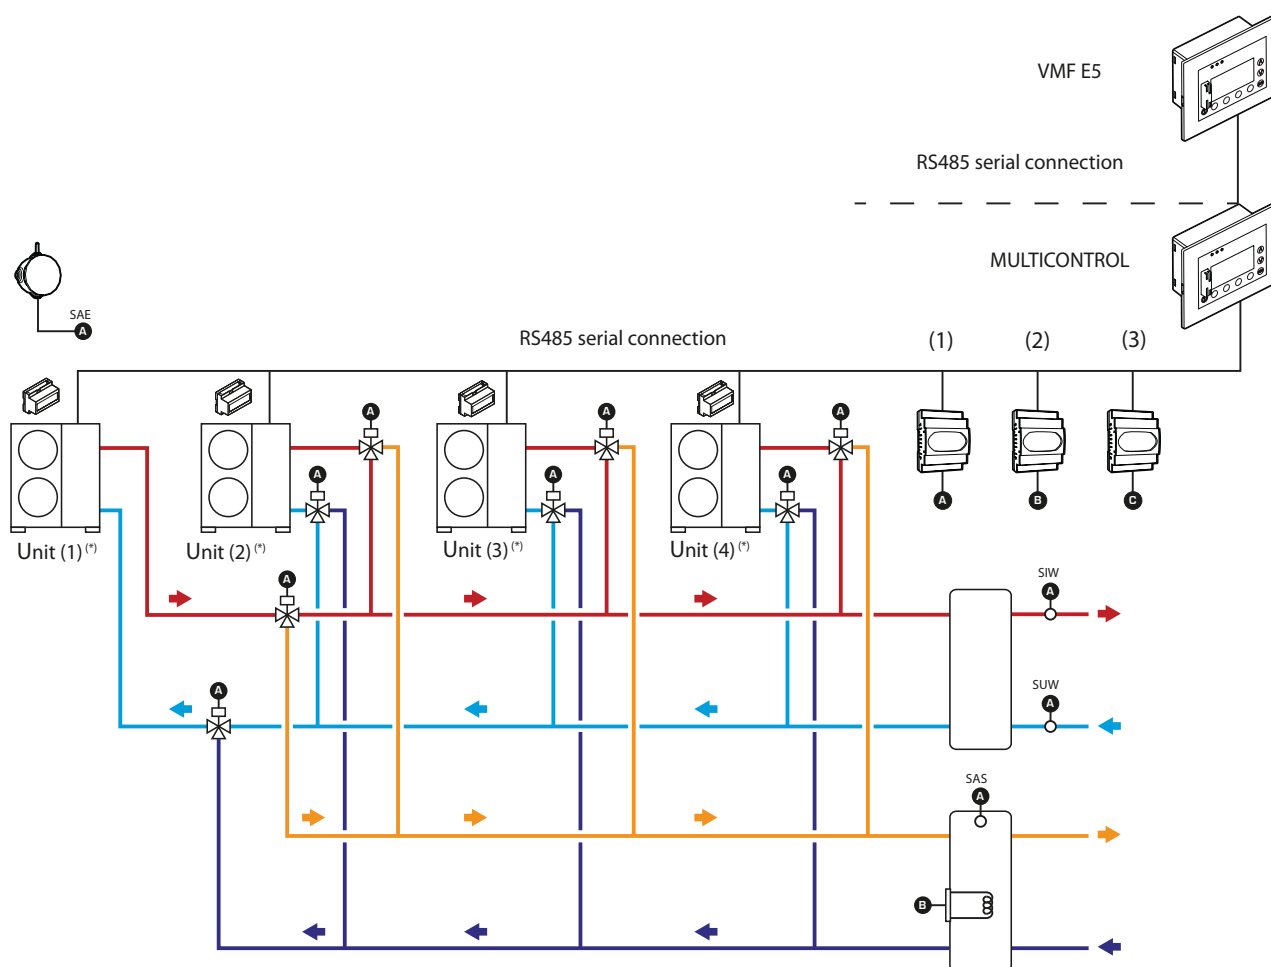 VMF E5
RS485 serial connection
MULTICONTROL
SAE
A
RS485 serial connection
(1)
(2)
(3)
A
A
A
A
A
A
A
B
C
Unit (1) (*)
Unit (2) (*)
Unit (3) (*)
Unit (4) (*)
A
SIW
A
A
SUW
A
SAS
A
B